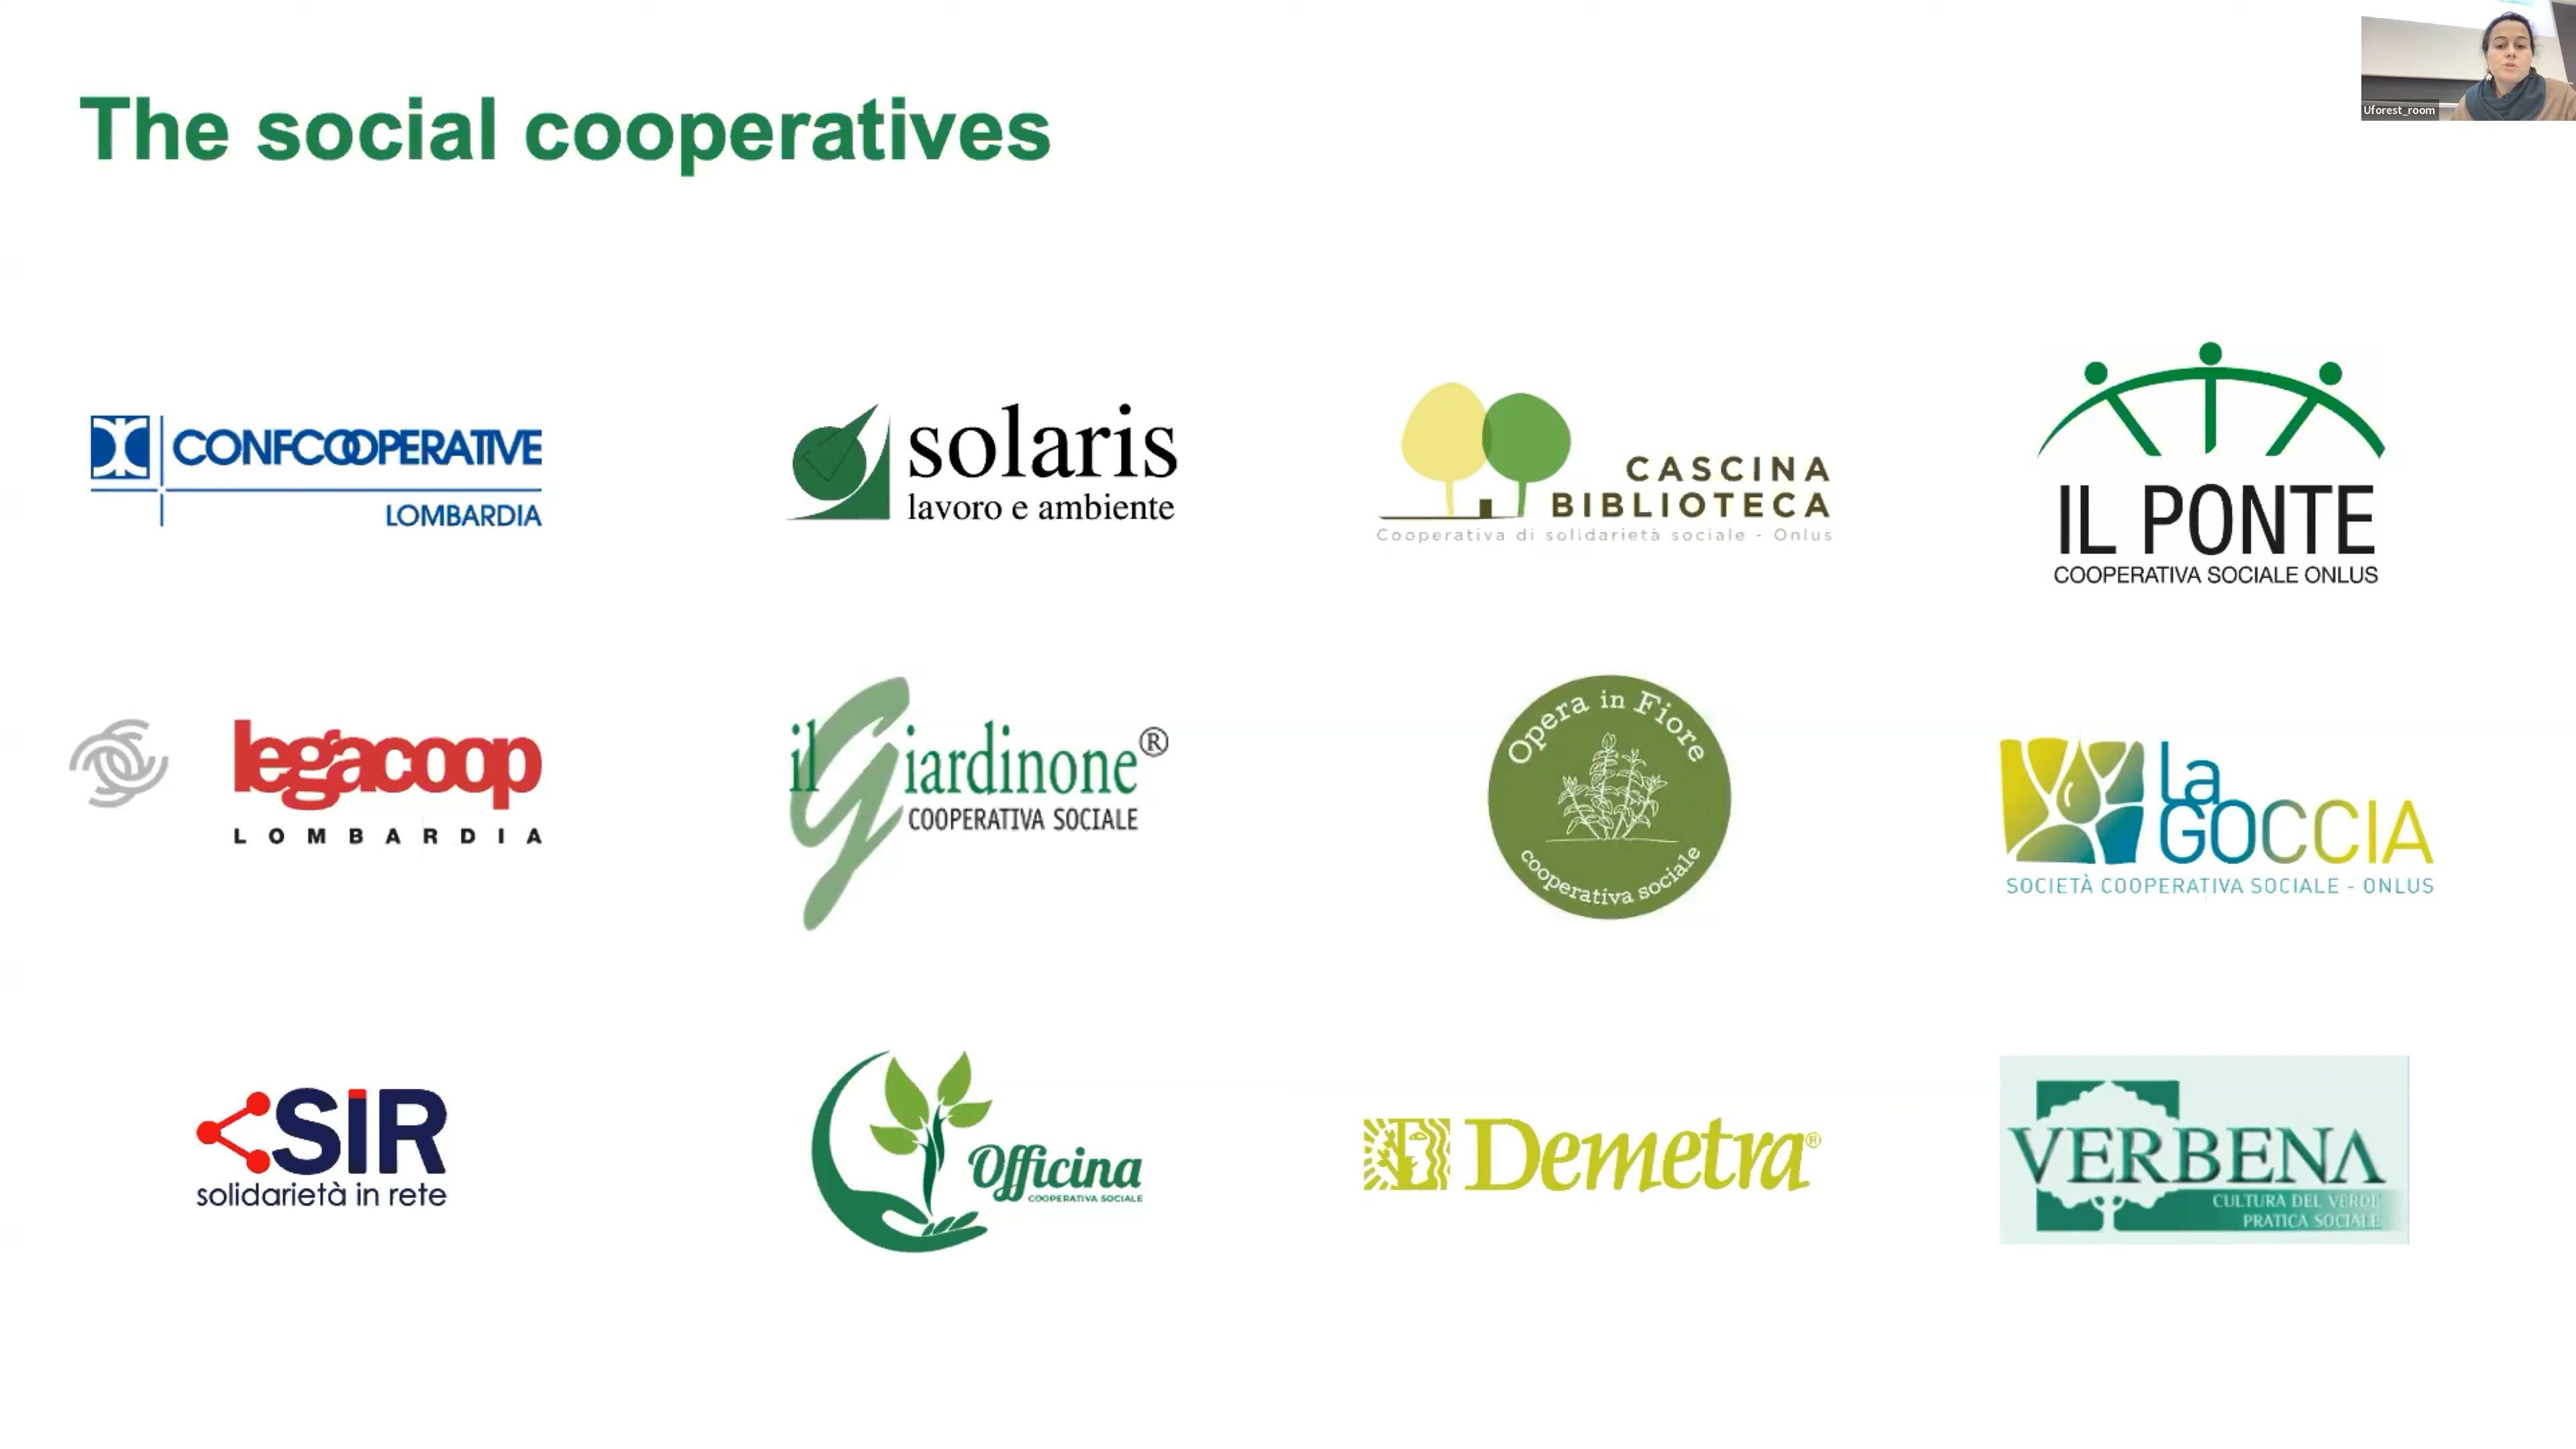 The social cooperatives
Uforest_room
CONFCOOPERATIVE
LOMBARDIA
solaris
lavoro e ambiente
CASCINA
BIBLIOTECA
Cooperativa di solidarietà sociale - Onlus
IL PONTE
COOPERATIVA SOCIALE ONLUS
legacoop
LOMBARDIA
il Giardinone®
COOPERATIVA SOCIALE
Opera in Fiore
cooperativa sociale
La
GOCCIA
SOCIETÀ COOPERATIVA SOCIALE - ONLUS
SIR
solidarietà in rete
Officina
COOPERATIVA SOCIALE
Demetra®
VERBENA
CULTURA DEL VERDE
PRATICA SOCIALE